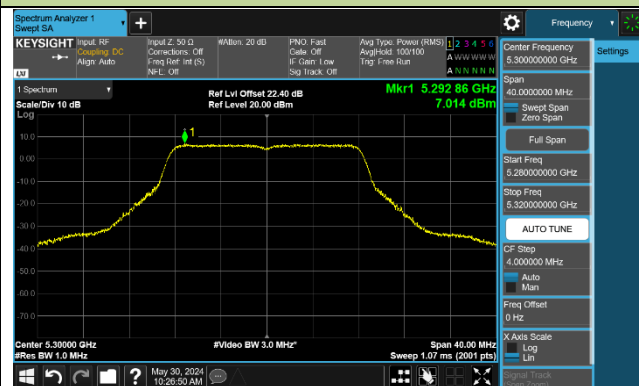 Spectrum Analyzer 1
Swept SA
Frequency
KEYSIGHT
Input: RF
Coupling: DC
Align: Auto
Input Z: 50 Ω
Corrections: Off
Freq Ref: Int (S)
NFE: Off
#Atten: 20 dB
PNO: Fast
Gate: Off
IF Gain: Low
Sig Track: Off
Avg Type: Power (RMS)
Avg|Hold: 100/100
Trig: Free Run
1 2 3 4 5 6
A W W W W W
A N N N N N
LXI
1 Spectrum
Scale/Div 10 dB
Log
Ref Lvl Offset 22.40 dB
Ref Level 20.00 dBm
Mkr1 5.292 86 GHz
7.014 dBm
1
10.0
0.00
-10.0
-20.0
-30.0
-40.0
-50.0
-60.0
-70.0
Center 5.30000 GHz
#Res BW 1.0 MHz
#Video BW 3.0 MHz*
Span 40.00 MHz
Sweep 1.07 ms (2001 pts)
May 30, 2024
10:26:50 AM
Center Frequency
5.300000000 GHz
Settings
Span
40.0000000 MHz
Swept Span
Zero Span
Full Span
Start Freq
5.280000000 GHz
Stop Freq
5.320000000 GHz
AUTO TUNE
CF Step
4.000000 MHz
Auto
Man
Freq Offset
0 Hz
X Axis Scale
Log
Lin
Signal Track
(Span Zoom)